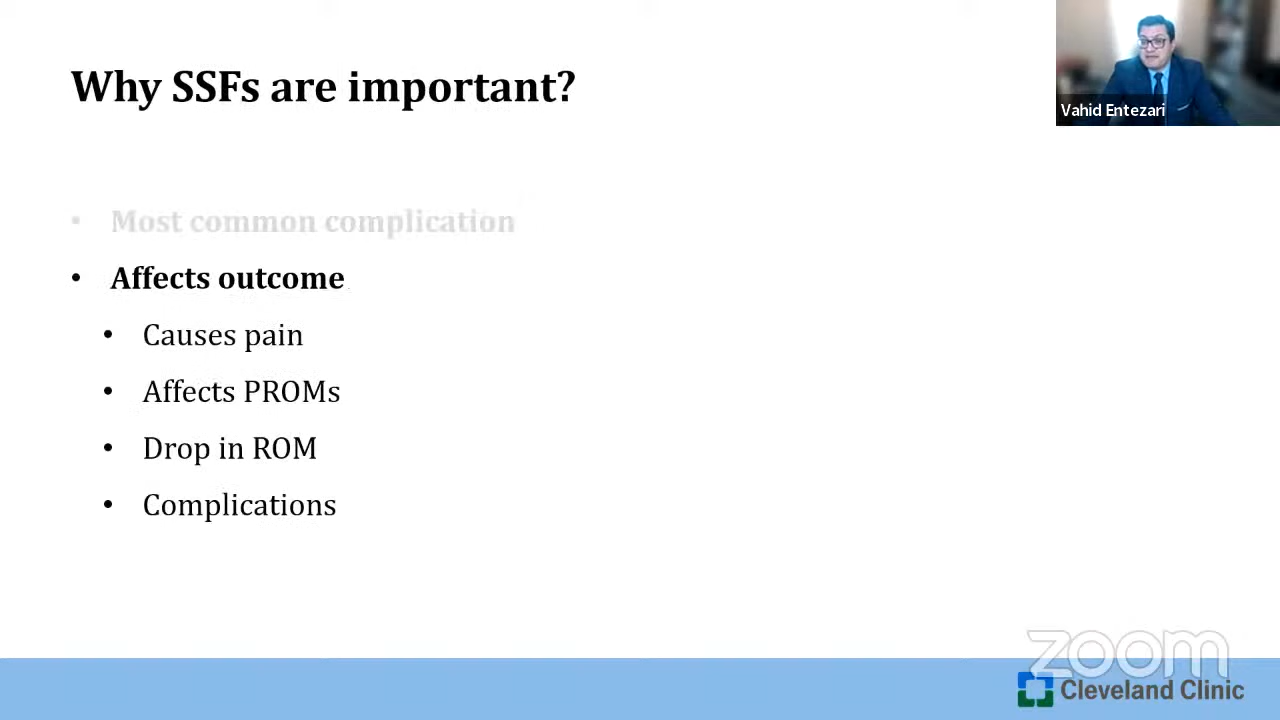 Why SSFs are important?
Vahid Entezari
• Most common complication
• Affects outcome
• Causes pain
• Affects PROMs
• Drop in ROM
• Complications
zoom
Cleveland Clinic